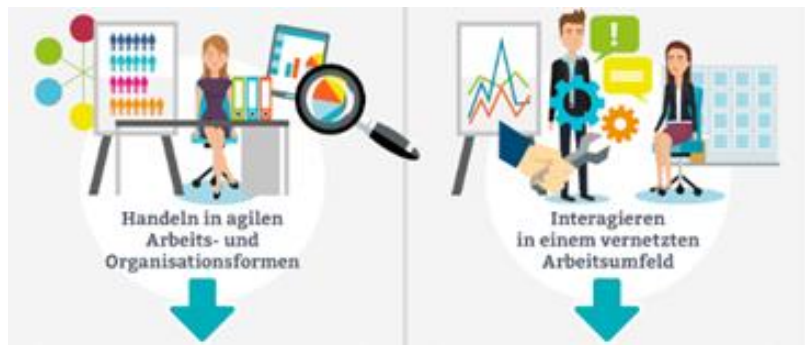 Handeln in agilen
Arbeits- und
Organisationsformen
Interagieren
in einem vernetzten
Arbeitsumfeld